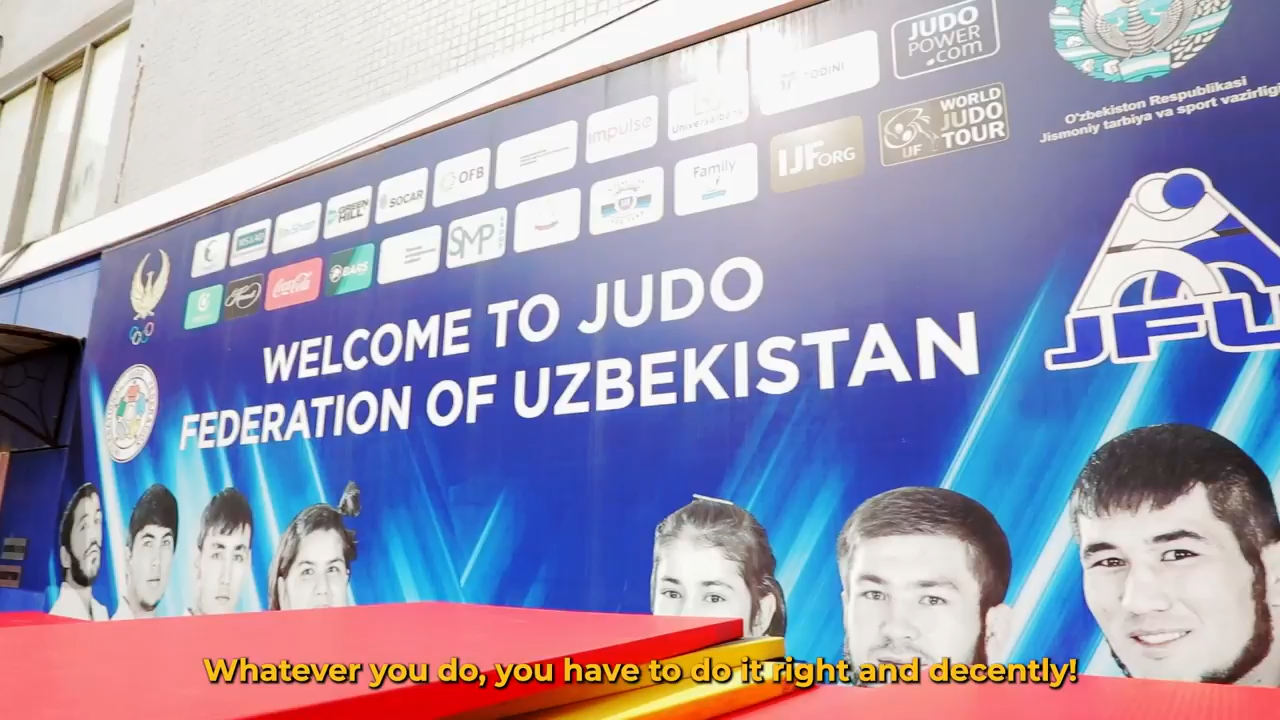 JUDO
POWER
.com
ODINI
Universalbank
impulse
OFB
SOCAR
GREEN
HILL
WORLD
JUDO
TOUR
IJF
IJF.ORG
Family
SMP
BARS
Coca-Cola
O'zbekiston Respublikasi
Jismoniy tarbiya va sport vazirligi
JFU
WELCOME TO JUDO
FEDERATION OF UZBEKISTAN
Whatever you do, you have to do it right and decently!